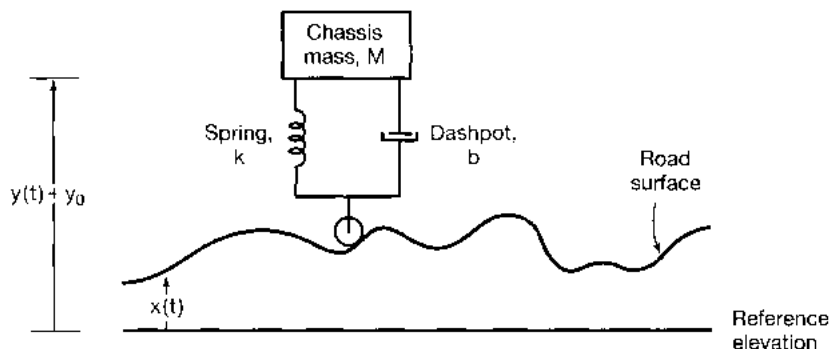 Chassis
mass, M
Spring,
k
Dashpot,
b
Road
surface
y(t) + y₀
x(t)
Reference
elevation